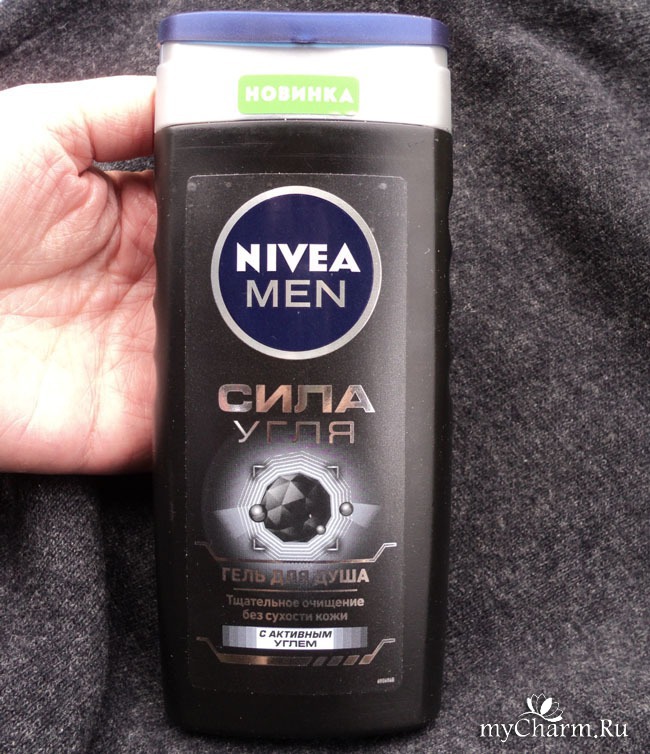 НОВИНКА
NIVEA
MEN
СИЛА
УГЛЯ
ГЕЛЬ ДЛЯ ДУША
Тщательное очищение
без сухости кожи
С АКТИВНЫМ
УГЛЕМ
myCharm.Ru